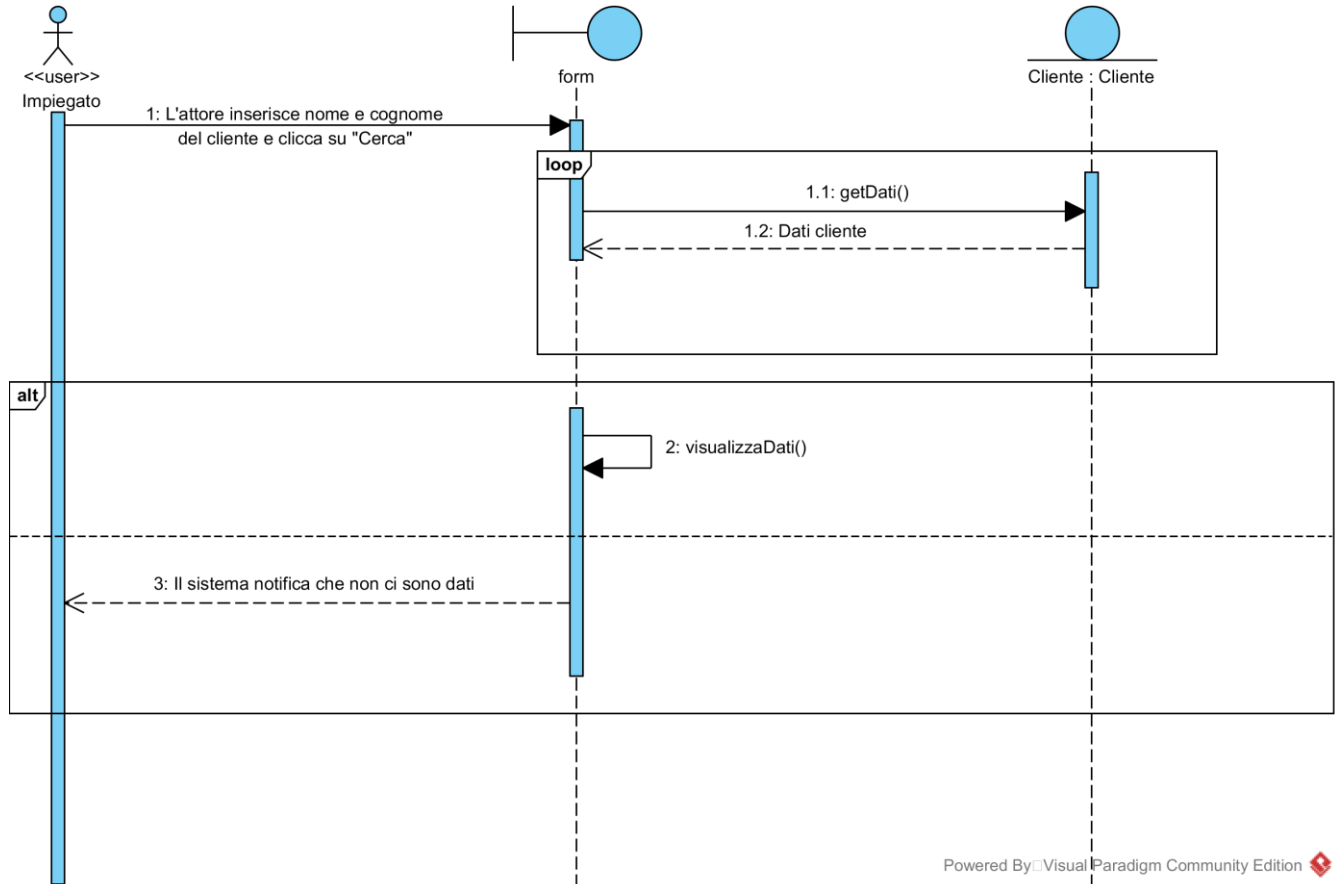 <<user>>
Impiegato
form
Cliente : Cliente
1: L'attore inserisce nome e cognome
del cliente e clicca su "Cerca"
loop
1.1: getDati()
1.2: Dati cliente
alt
2: visualizzaDati()
3: Il sistema notifica che non ci sono dati
Powered By Visual Paradigm Community Edition